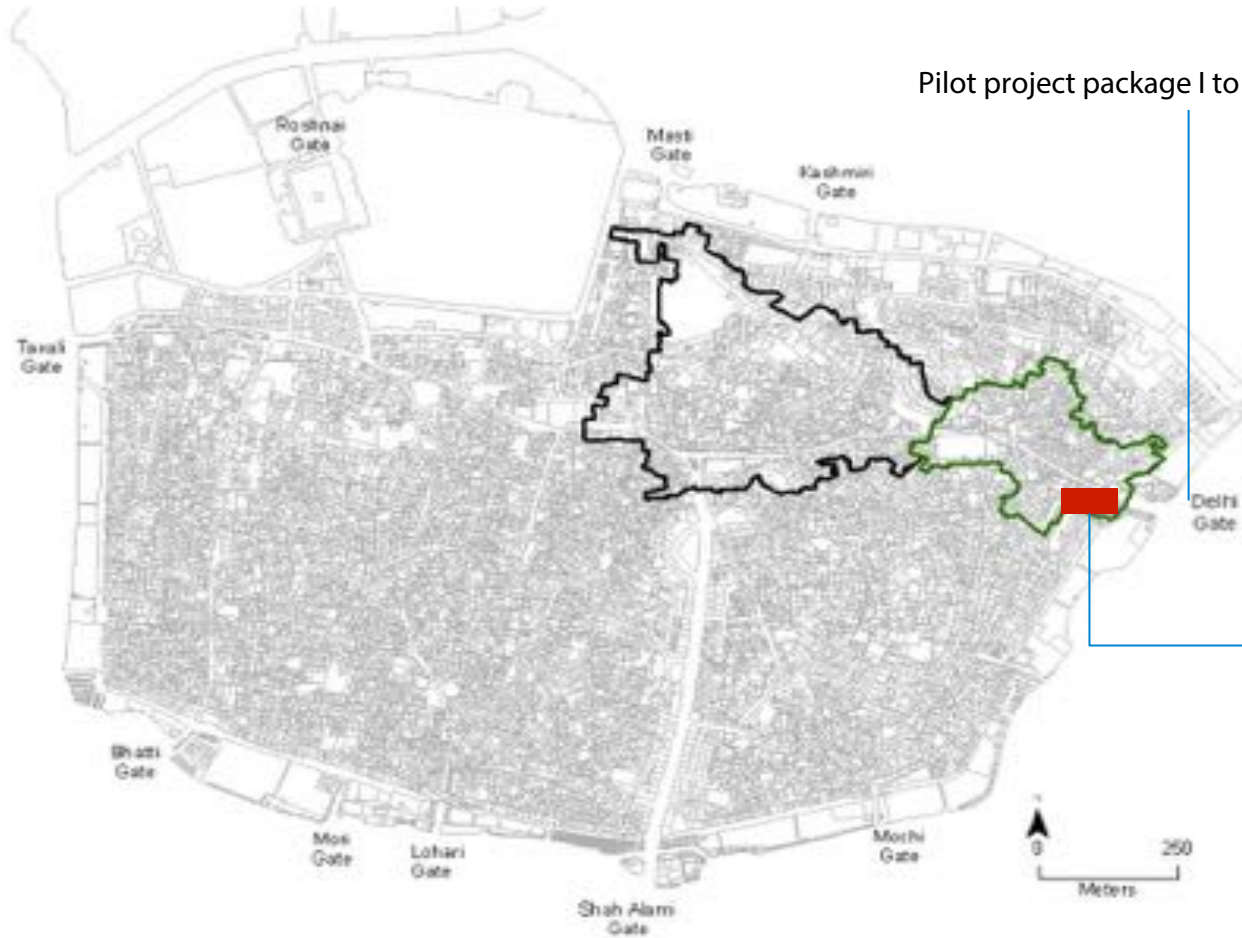 Pilot project package I to
Roshnai
Gate
Masti
Gate
Kashmiri
Gate
Taxali
Gate
Delhi
Gate
Bhatti
Gate
Mori
Gate
Lohari
Gate
Mochi
Gate
Shah Alami
Gate
0 250
Meters